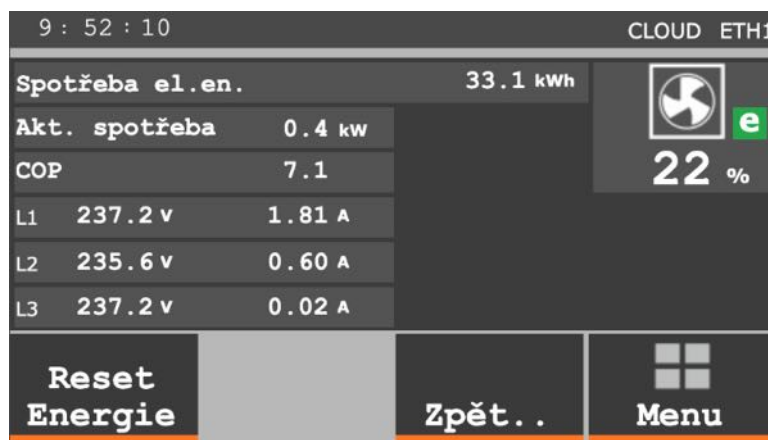 9 : 52 : 10 CLOUD ETH1
Spotřeba el.en. 33.1 kWh
Akt. spotřeba 0.4 kW
e
COP 7.1
22 %
L1 237.2 V 1.81 A
L2 235.6 V 0.60 A
L3 237.2 V 0.02 A
Reset
Energie
Zpět..
Menu